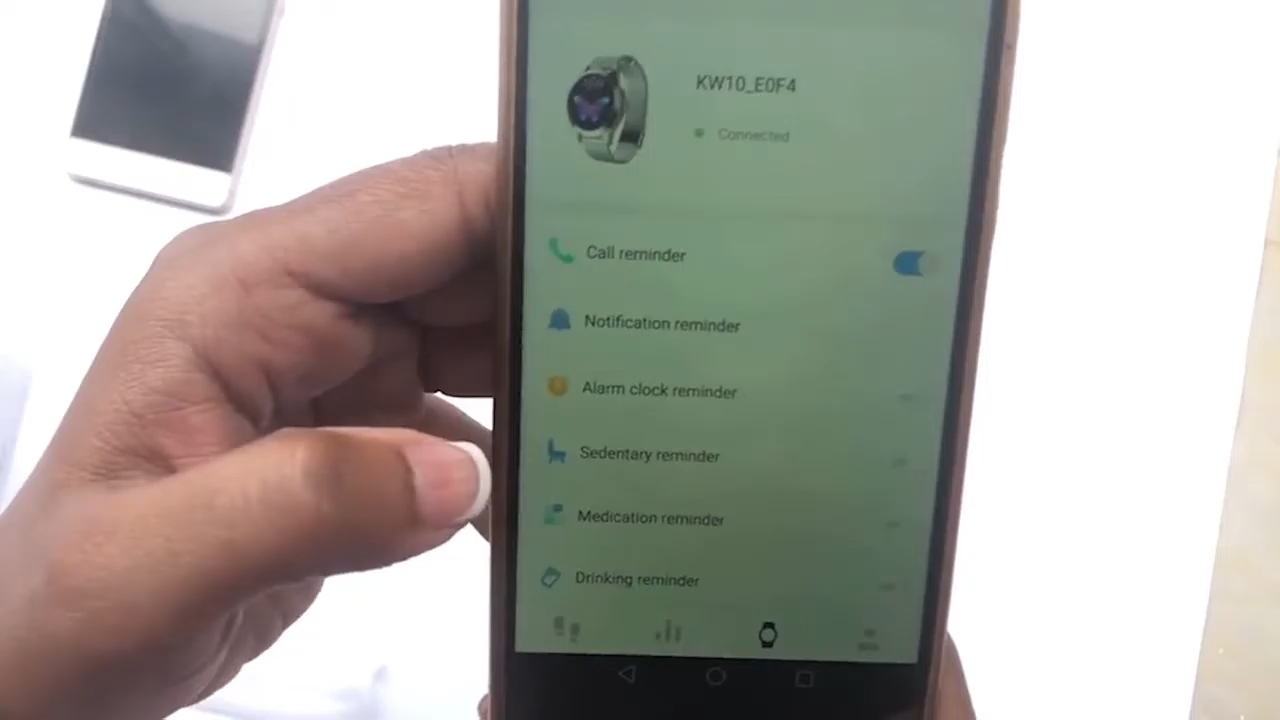 KW10_E0F4
Connected
Call reminder
Notification reminder
Alarm clock reminder
Sedentary reminder
Medication reminder
Drinking reminder